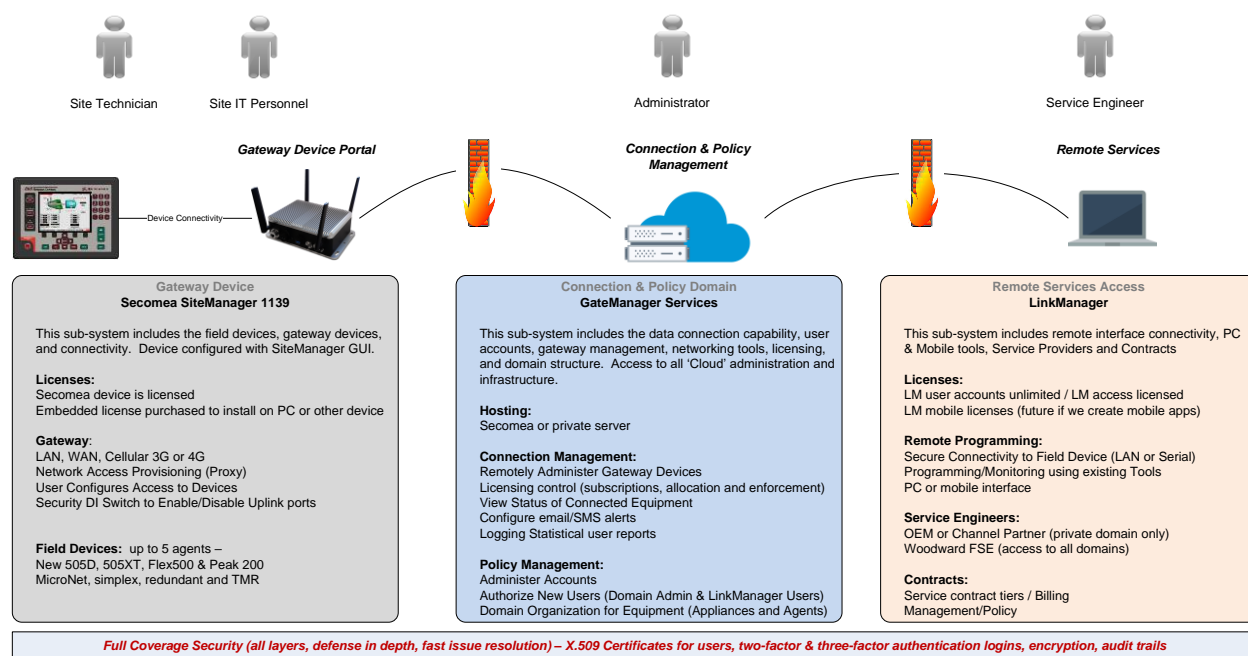 Site Technician
Site IT Personnel
Administrator
Service Engineer
Gateway Device Portal
Connection & Policy
Management
Remote Services
Device Connectivity
Gateway Device
Secomea SiteManager 1139
This sub-system includes the field devices, gateway devices,
and connectivity. Device configured with SiteManager GUI.
Licenses:
Secomea device is licensed
Embedded license purchased to install on PC or other device
Gateway:
LAN, WAN, Cellular 3G or 4G
Network Access Provisioning (Proxy)
User Configures Access to Devices
Security DI Switch to Enable/Disable Uplink ports
Field Devices: up to 5 agents –
New 505D, 505XT, Flex500 & Peak 200
MicroNet, simplex, redundant and TMR
Connection & Policy Domain
GateManager Services
This sub-system includes the data connection capability, user
accounts, gateway management, networking tools, licensing,
and domain structure. Access to all ‘Cloud’ administration and
infrastructure.
Hosting:
Secomea or private server
Connection Management:
Remotely Administer Gateway Devices
Licensing control (subscriptions, allocation and enforcement)
View Status of Connected Equipment
Configure email/SMS alerts
Logging Statistical user reports
Policy Management:
Administer Accounts
Authorize New Users (Domain Admin & LinkManager Users)
Domain Organization for Equipment (Appliances and Agents)
Remote Services Access
LinkManager
This sub-system includes remote interface connectivity, PC
& Mobile tools, Service Providers and Contracts
Licenses:
LM user accounts unlimited / LM access licensed
LM mobile licenses (future if we create mobile apps)
Remote Programming:
Secure Connectivity to Field Device (LAN or Serial)
Programming/Monitoring using existing Tools
PC or mobile interface
Service Engineers:
OEM or Channel Partner (private domain only)
Woodward FSE (access to all domains)
Contracts:
Service contract tiers / Billing
Management/Policy
Full Coverage Security (all layers, defense in depth, fast issue resolution) – X.509 Certificates for users, two-factor & three-factor authentication logins, encryption, audit trails